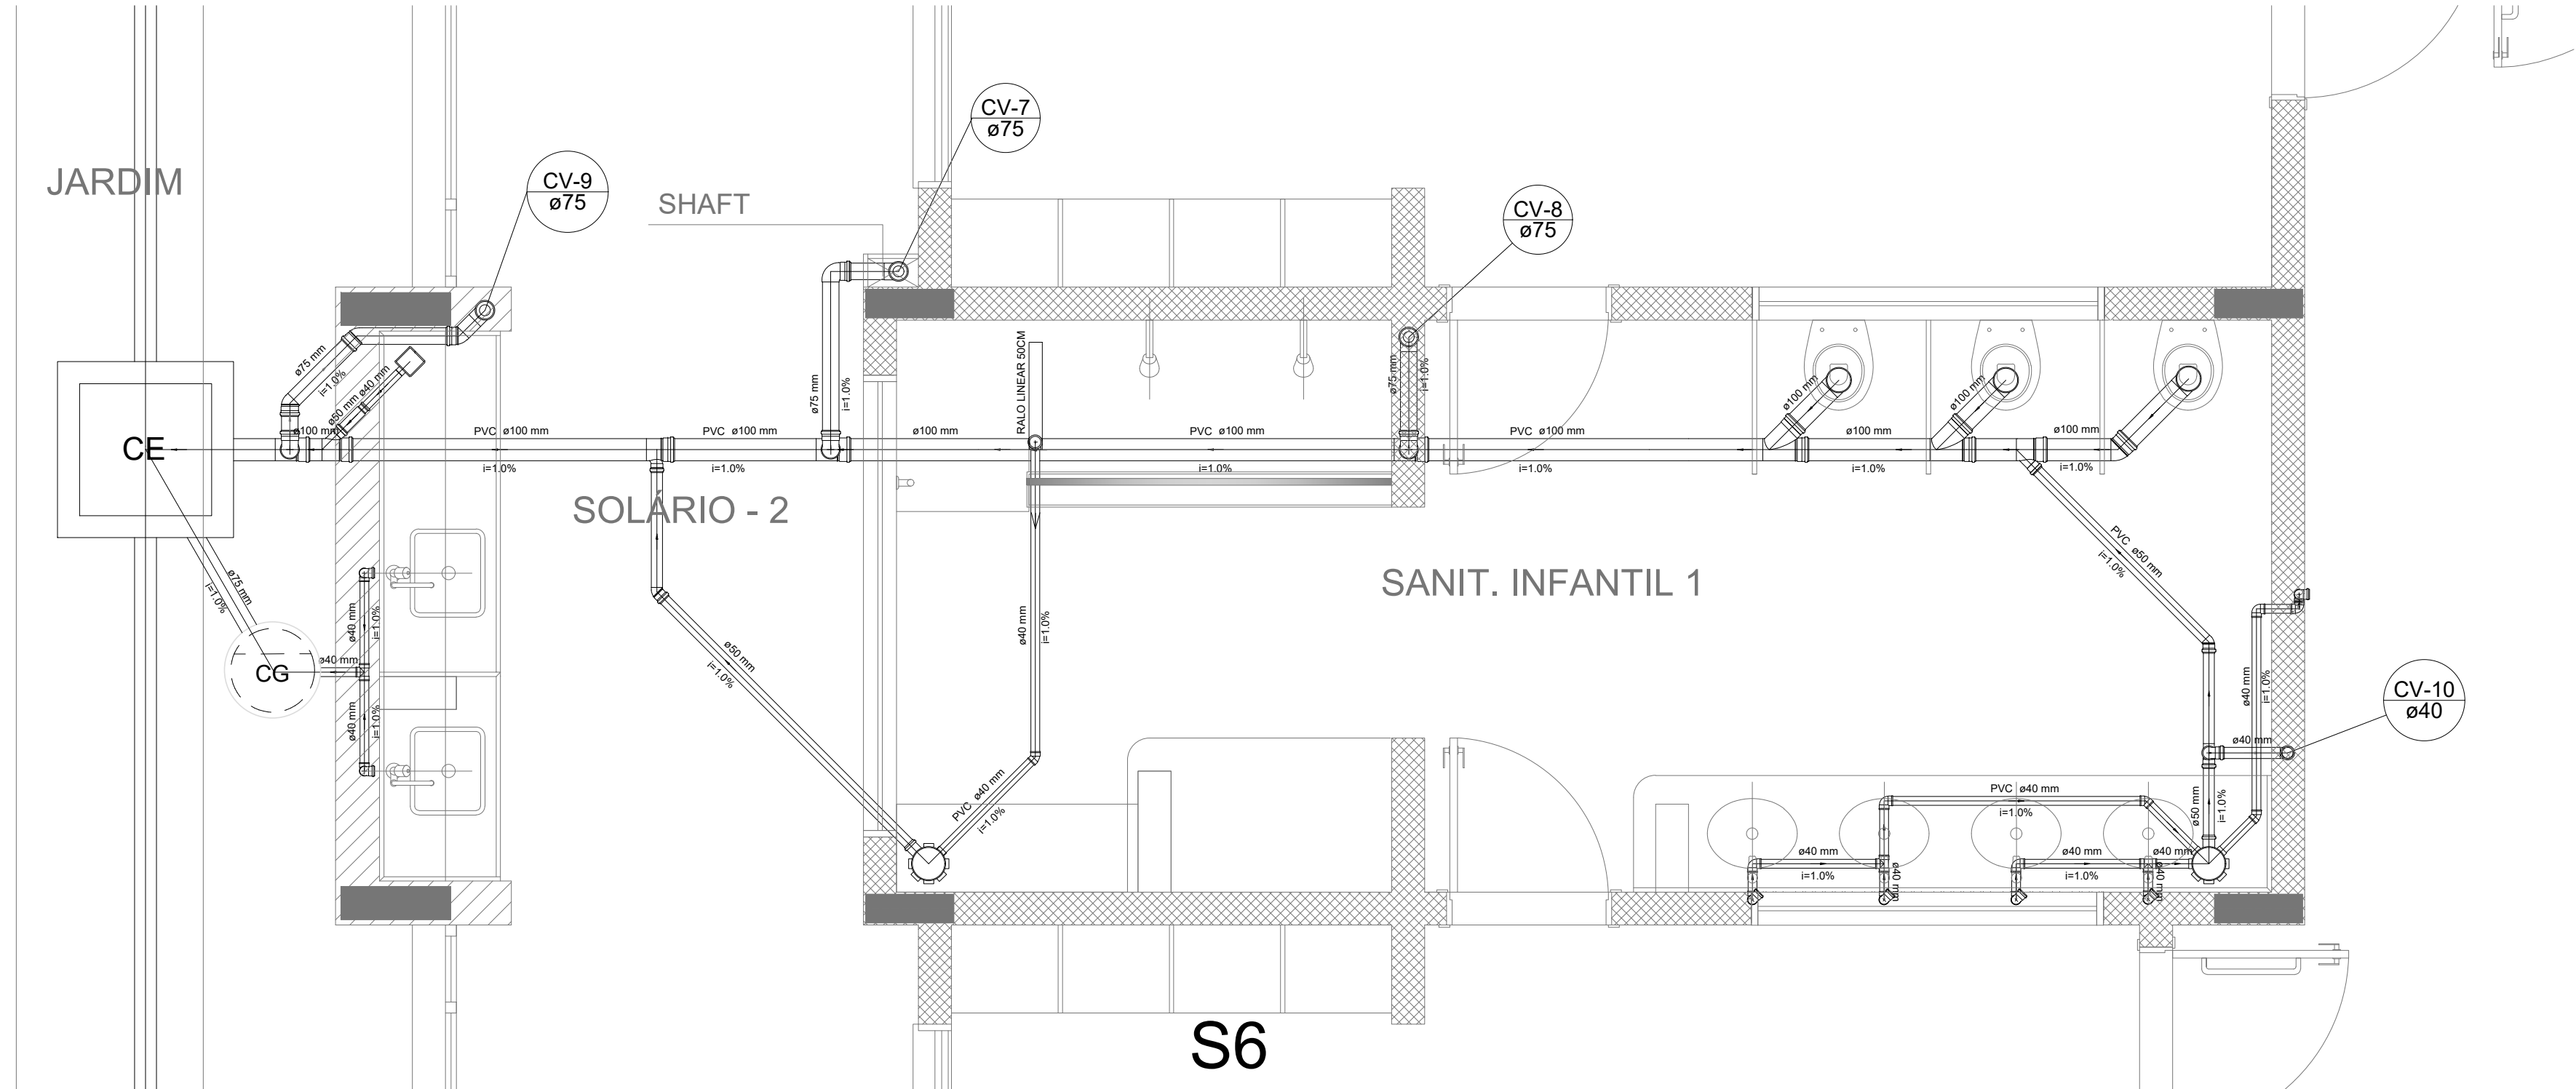 CV-7
ø75
CV-9
ø75
JARDIM
SHAFT
CV-8
ø75
ø75 mm
i=1.0%
ø40 mm
ø50 mm
ø75 mm
i=1.0%
RALO LINEAR 50CM
ø75 mm
i=1.0%
ø100 mm
ø100 mm
CE
ø100 mm
PVC ø100 mm
i=1.0%
PVC ø100 mm
i=1.0%
ø100 mm
PVC ø100 mm
i=1.0%
PVC ø100 mm
i=1.0%
ø100 mm
i=1.0%
ø100 mm
i=1.0%
SOLÁRIO - 2
PVC ø50 mm
i=1.0%
SANIT. INFANTIL 1
ø75 mm
i=1.0%
ø40 mm
i=1.0%
ø40 mm
i=1.0%
ø50 mm
i=1.0%
ø40 mm
CG
ø40 mm
i=1.0%
ø40 mm
i=1.0%
CV-10
ø40
ø40 mm
PVC ø40 mm
i=1.0%
PVC ø40 mm
i=1.0%
ø50 mm
i=1.0%
ø40 mm
i=1.0%
ø40 mm
ø40 mm
i=1.0%
ø40 mm
ø40 mm
S6